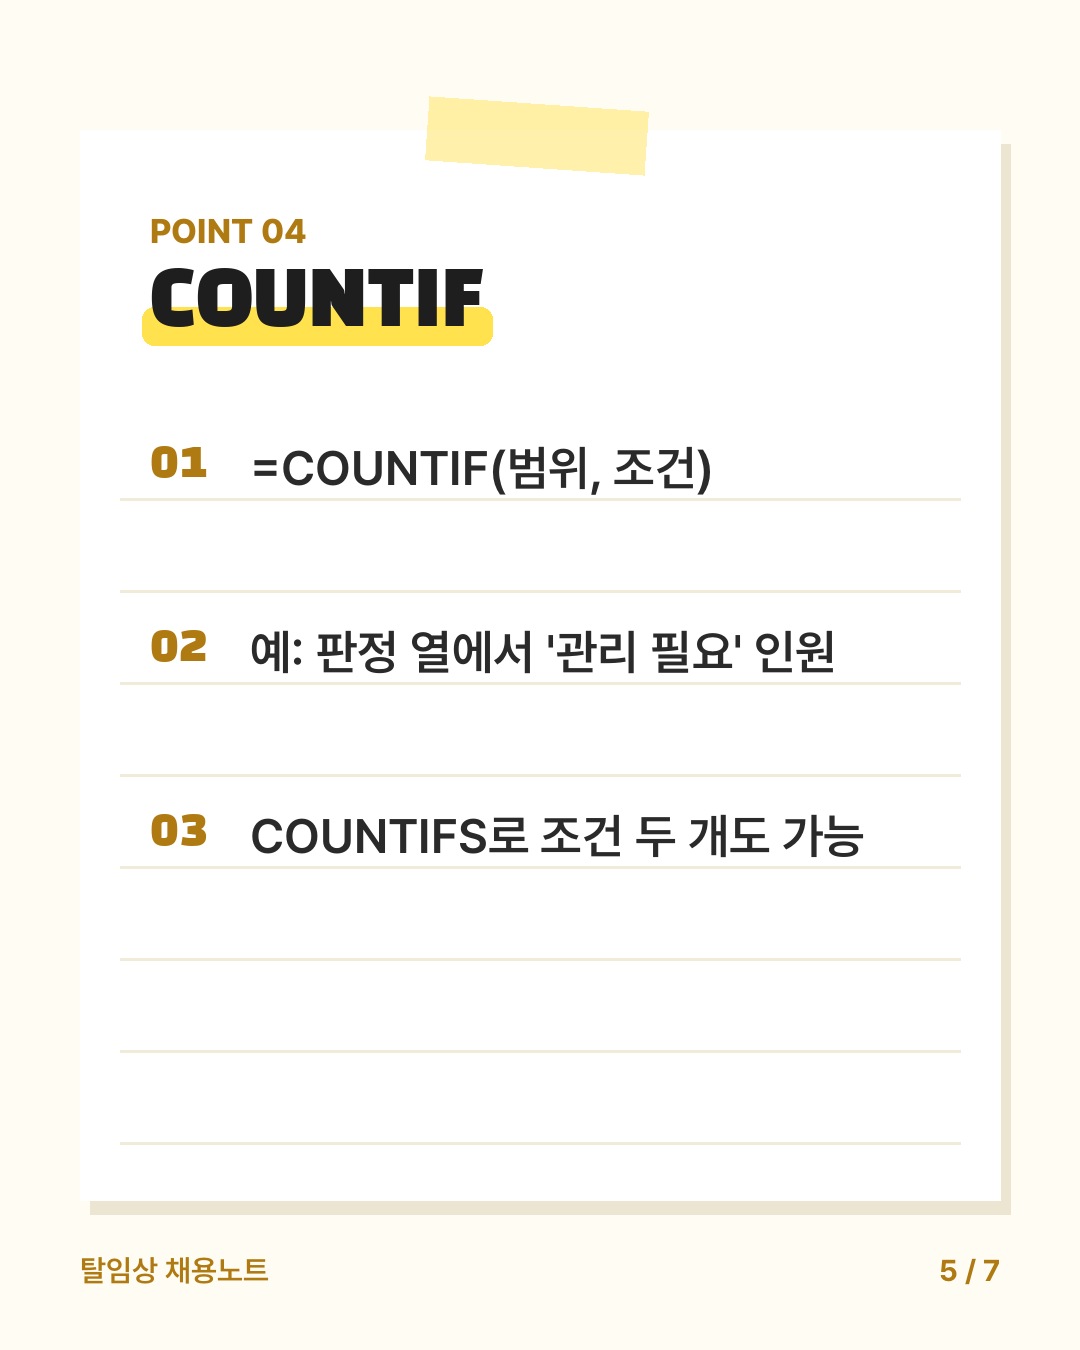 POINT 04
COUNTIF
01 =COUNTIF(범위, 조건)
02 예: 판정 열에서 '관리 필요' 인원
03 COUNTIFS로 조건 두 개도 가능
탈임상 채용노트
5 / 7